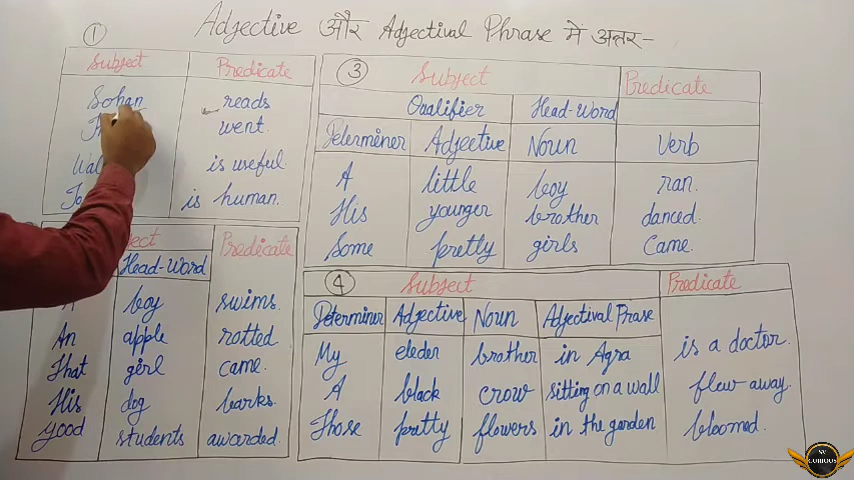 Adjective और Adjectival Phrase में अन्तर-
1
Subject Predicate
Sohan reads
went.
is useful.
is human.
Predicate
Head-Word
boy swims.
An apple rotted
That girl came.
His dog barks.
Good students awarded.
3
Subject Predicate
Qualifier Head-Word
Determiner Adjective Noun Verb
A little boy ran.
His younger brother danced.
Some pretty girls Came.
4
Subject Predicate
Determiner Adjective Noun Adjectival Prase
My eleder brother in Agra is a doctor.
A black crow sitting on a wall flew away.
Those pretty flowers in the garden bloomed.
NV
CURIOUS